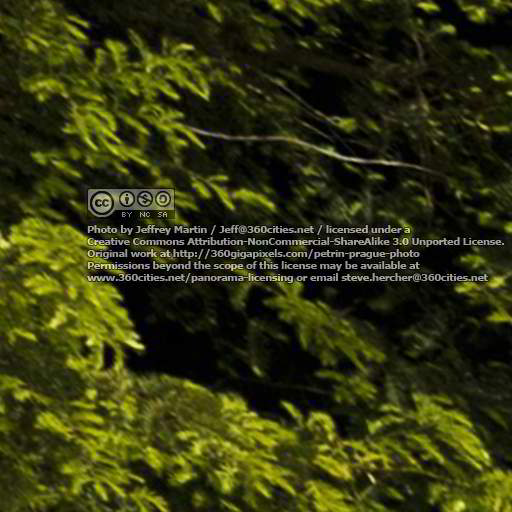 cc
BY NC SA
Photo by Jeffrey Martin / Jeff@360cities.net / licensed under a
Creative Commons Attribution-NonCommercial-ShareAlike 3.0 Unported License.
Original work at http://360gigapixels.com/petrin-prague-photo
Permissions beyond the scope of this license may be available at
www.360cities.net/panorama-licensing or email steve.hercher@360cities.net